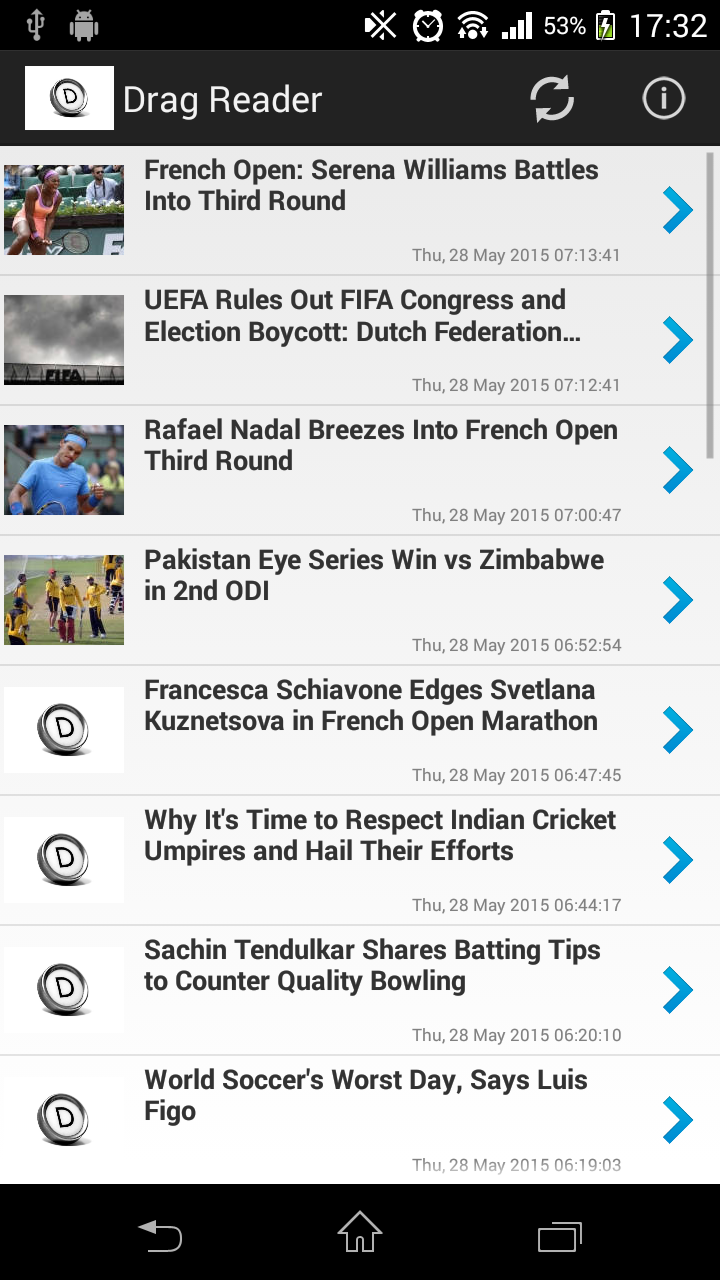 53%
17:32
D
Drag Reader
French Open: Serena Williams Battles
Into Third Round
Thu, 28 May 2015 07:13:41
UEFA Rules Out FIFA Congress and
Election Boycott: Dutch Federation...
FIFA
Thu, 28 May 2015 07:12:41
Rafael Nadal Breezes Into French Open
Third Round
Thu, 28 May 2015 07:00:47
Pakistan Eye Series Win vs Zimbabwe
in 2nd ODI
Thu, 28 May 2015 06:52:54
D
Francesca Schiavone Edges Svetlana
Kuznetsova in French Open Marathon
Thu, 28 May 2015 06:47:45
D
Why It's Time to Respect Indian Cricket
Umpires and Hail Their Efforts
Thu, 28 May 2015 06:44:17
D
Sachin Tendulkar Shares Batting Tips
to Counter Quality Bowling
Thu, 28 May 2015 06:20:10
D
World Soccer's Worst Day, Says Luis
Figo
Thu, 28 May 2015 06:19:03